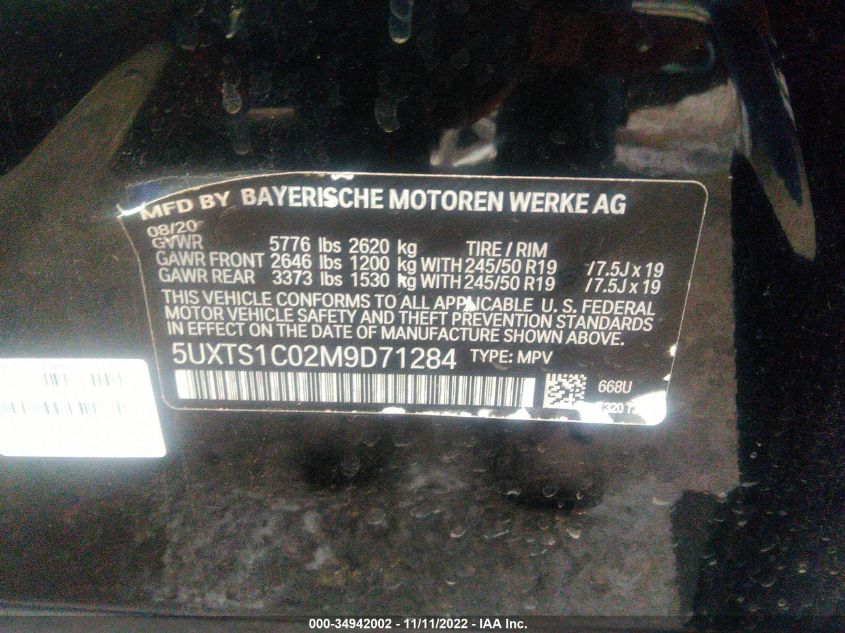 MFD BY BAYERISCHE MOTOREN WERKE AG
08/20
GVWR 5776 lbs 2620 kg TIRE / RIM
GAWR FRONT 2646 lbs 1200 kg WITH 245/50 R19 / 7.5J x 19
GAWR REAR 3373 lbs 1530 kg WITH 245/50 R19 / 7.5J x 19
THIS VEHICLE CONFORMS TO ALL APPLICABLE U. S. FEDERAL
MOTOR VEHICLE SAFETY AND THEFT PREVENTION STANDARDS
IN EFFECT ON THE DATE OF MANUFACTURE SHOWN ABOVE.
5UXTS1C02M9D71284 TYPE: MPV
668U
000-34942002 - 11/11/2022 - IAA Inc.